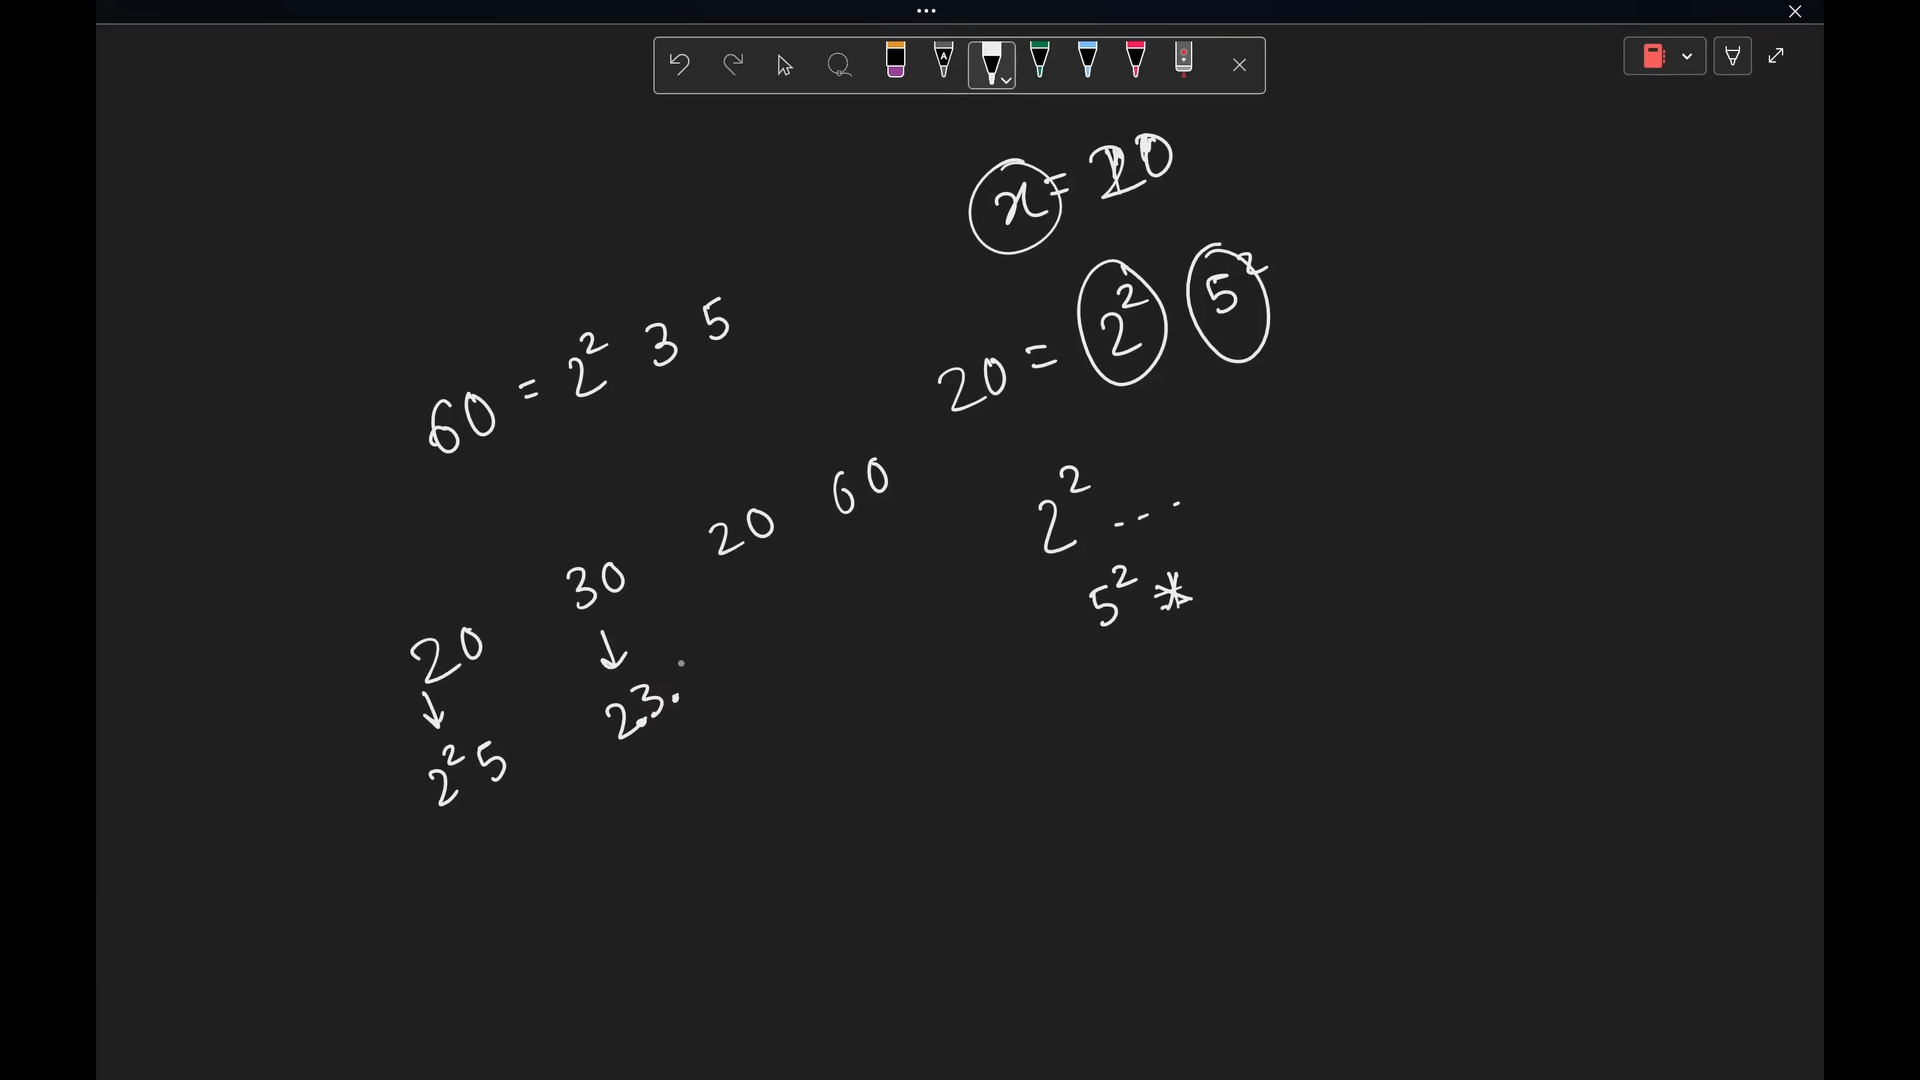 x = 20
60 = 2² 3 5
20 = 2² 5²
20 30 20 60
2² ...
5² *
↓ ↓
2² 5 2.3.